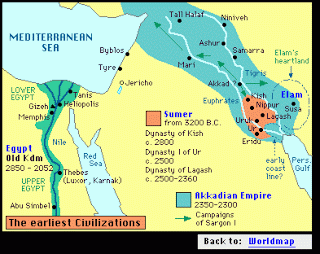 Tall Halaf
Nineveh
MEDITERRANEAN
SEA
Ashur
Samarra
Elam's
heartland
Byblos
Mari
Tyre
Tigris
Jericho
Akkad
Elam
LOWER
EGYPT
Tanis
Euphrates
Kish
Nippur
Susa
Gizeh
Heliopolis
Lagash
Memphis
Sumer
from 3200 B.C.
Uruk
Ur
Dynasty of Kish
c. 2800
Eridu
Nile
Egypt
Old Kdm
2850 - 2052
Red
Sea
Dynasty I of Ur
c. 2500
early
coast
line?
Pers.
Gulf
Dynasty of Lagash
c. 2500-2360
Thebes
(Luxor, Karnak)
UPPER
EGYPT
Akkadian Empire
2350-2300
Abu Simbel
Campaigns
of Sargon I
The earliest Civilizations
Back to: Worldmap